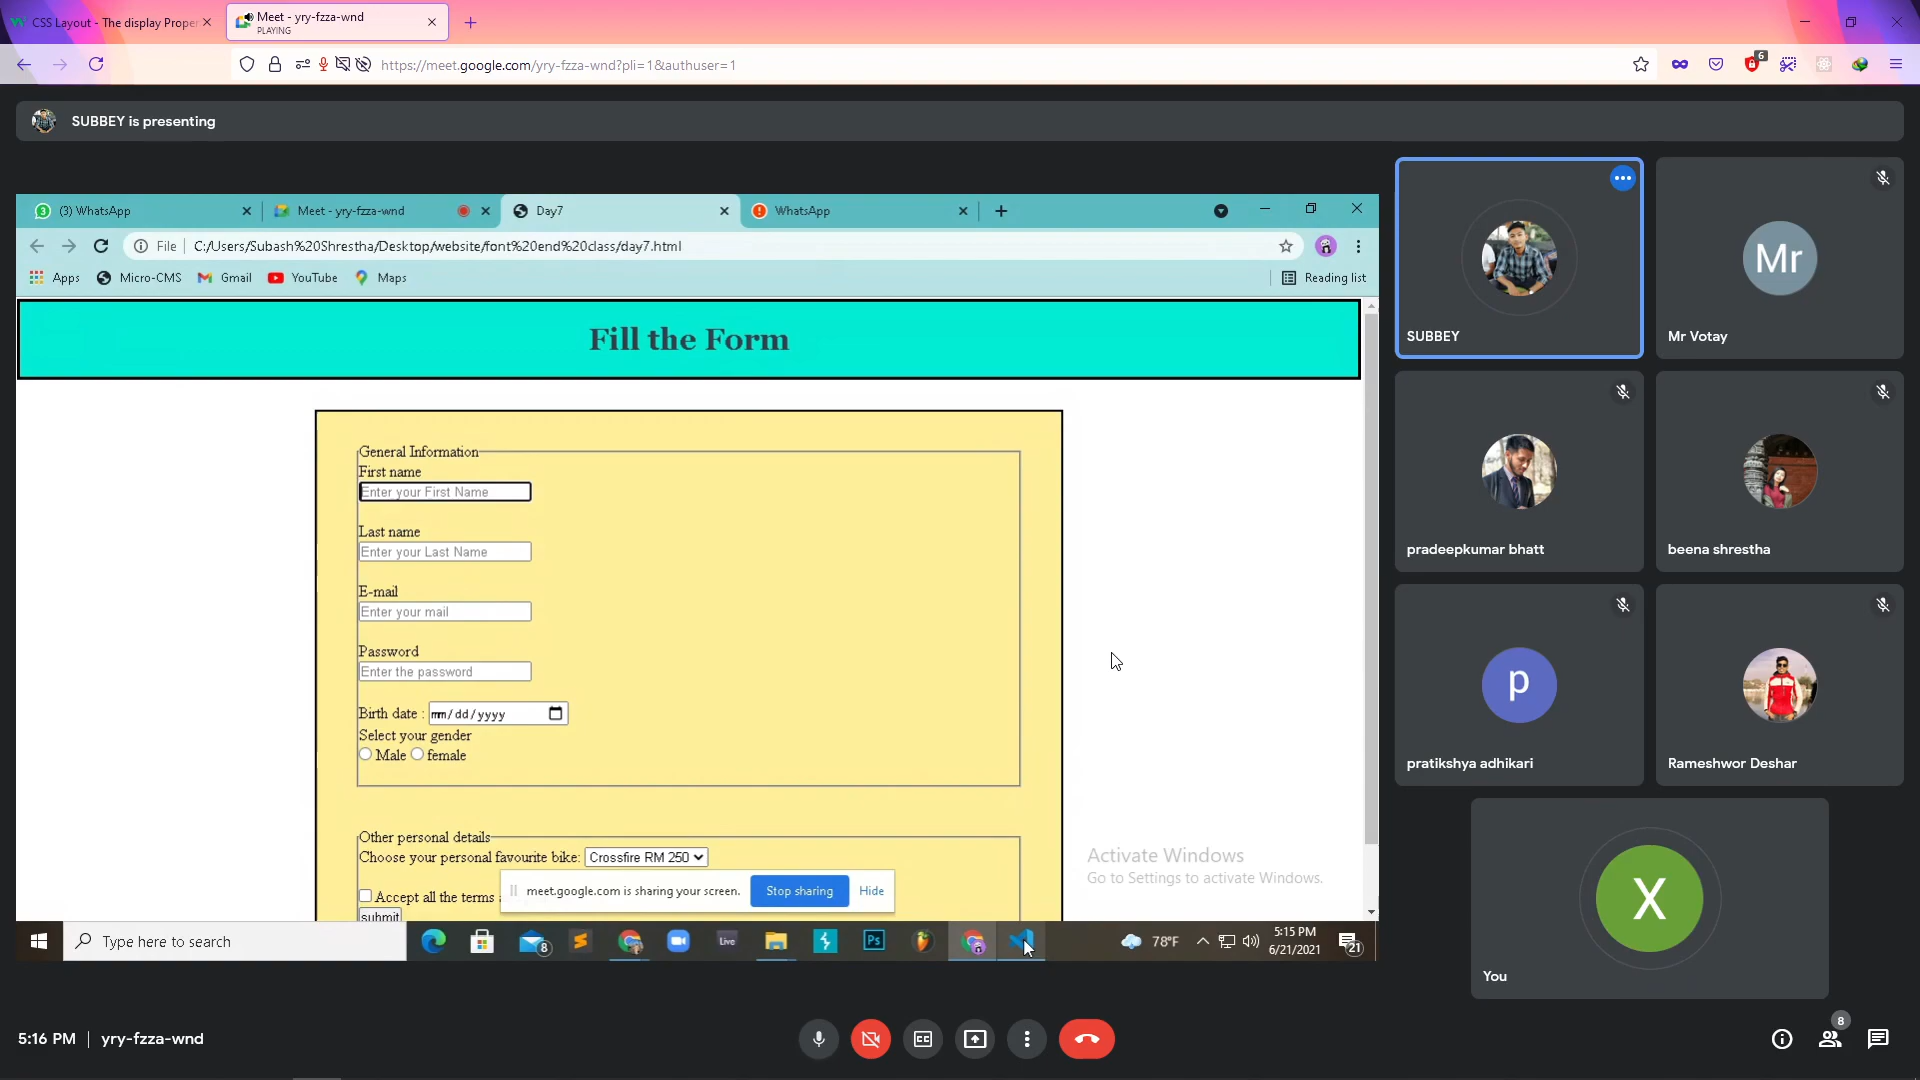 CSS Layout - The display Proper
Meet - yry-fzza-wnd
PLAYING
https://meet.google.com/yry-fzza-wnd?pli=1&authuser=1
6
SUBBEY is presenting
(3) WhatsApp
Meet - yry-fzza-wnd
Day7
WhatsApp
File
C:/Users/Subash%20Shrestha/Desktop/website/font%20end%20class/day7.html
Apps
Micro-CMS
Gmail
YouTube
Maps
Reading list
Fill the Form
General Information
First name
Enter your First Name
Last name
Enter your Last Name
E-mail
Enter your mail
Password
Enter the password
Birth date : mm/dd/yyyy
Select your gender
Male female
Other personal details
Choose your personal favourite bike: Crossfire RM 250
Accept all the terms
submit
meet.google.com is sharing your screen.
Stop sharing
Hide
Activate Windows
Go to Settings to activate Windows.
Type here to search
8
Live
Ps
78°F
5:15 PM
6/21/2021
21
SUBBEY
Mr
Mr Votay
pradeepkumar bhatt
beena shrestha
p
pratikshya adhikari
Rameshwor Deshar
X
You
5:16 PM
yry-fzza-wnd
8